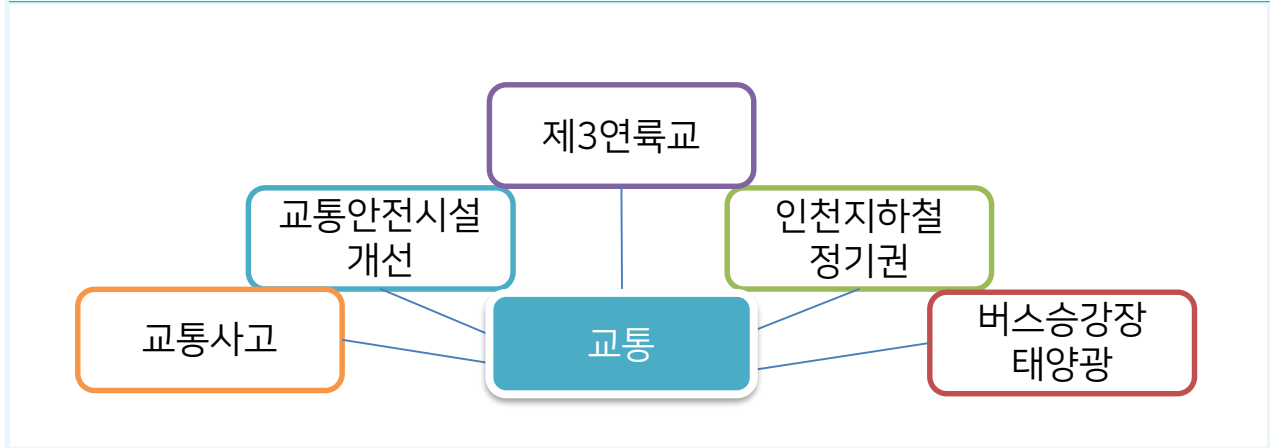 제3연륙교
교통안전시설
개선
인천지하철
정기권
교통사고
교통
버스승강장
태양광